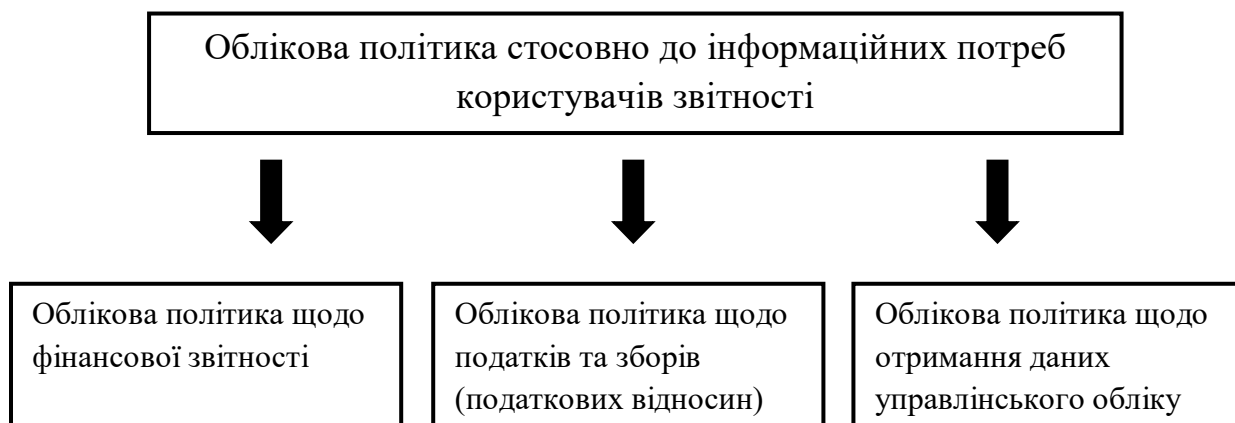 Облікова політика стосовно до інформаційних потреб
користувачів звітності
Облікова політика щодо
фінансової звітності
Облікова політика щодо
податків та зборів
(податкових відносин)
Облікова політика щодо
отримання даних
управлінського обліку